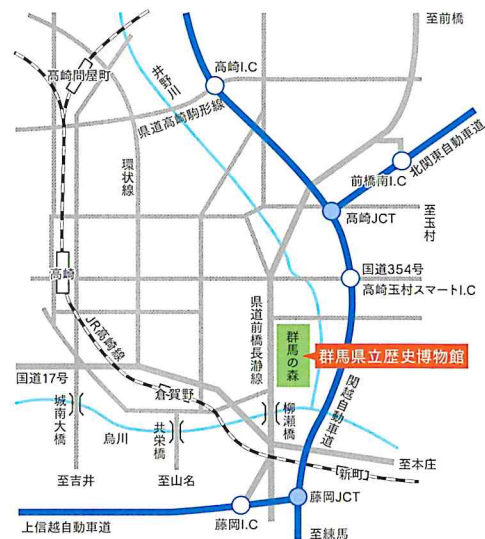 至前橋
高崎I.C
井野川
高崎問屋町
県道高崎駒形線
北関東自動車道
前橋南I.C
環状線
高崎JCT
至玉村
高崎
国道354号
高崎玉村スマートI.C
県道前橋長瀞線
JR高崎線
群馬の森
群馬県立歴史博物館
国道17号
倉賀野
関越自動車道
城南大橋
烏川
共栄橋
柳瀬橋
至吉井
至山名
新町
至本庄
藤岡JCT
上信越自動車道
藤岡I.C
至練馬